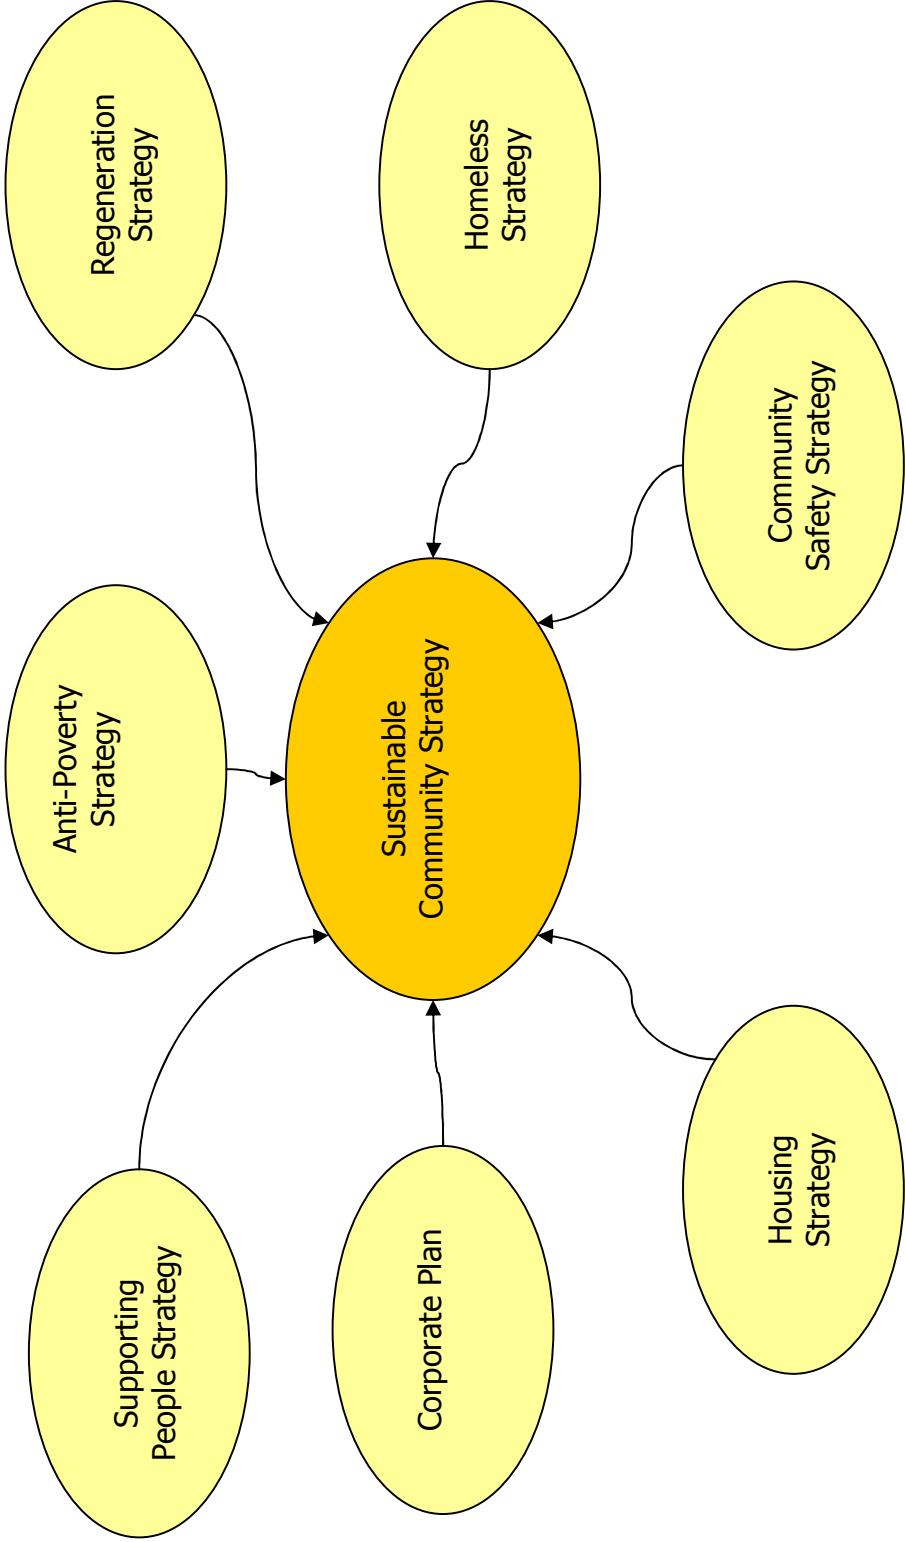 Supporting
People Strategy
Anti-Poverty
Strategy
Regeneration
Strategy
Corporate Plan
Sustainable
Community Strategy
Homeless
Strategy
Housing
Strategy
Community
Safety Strategy